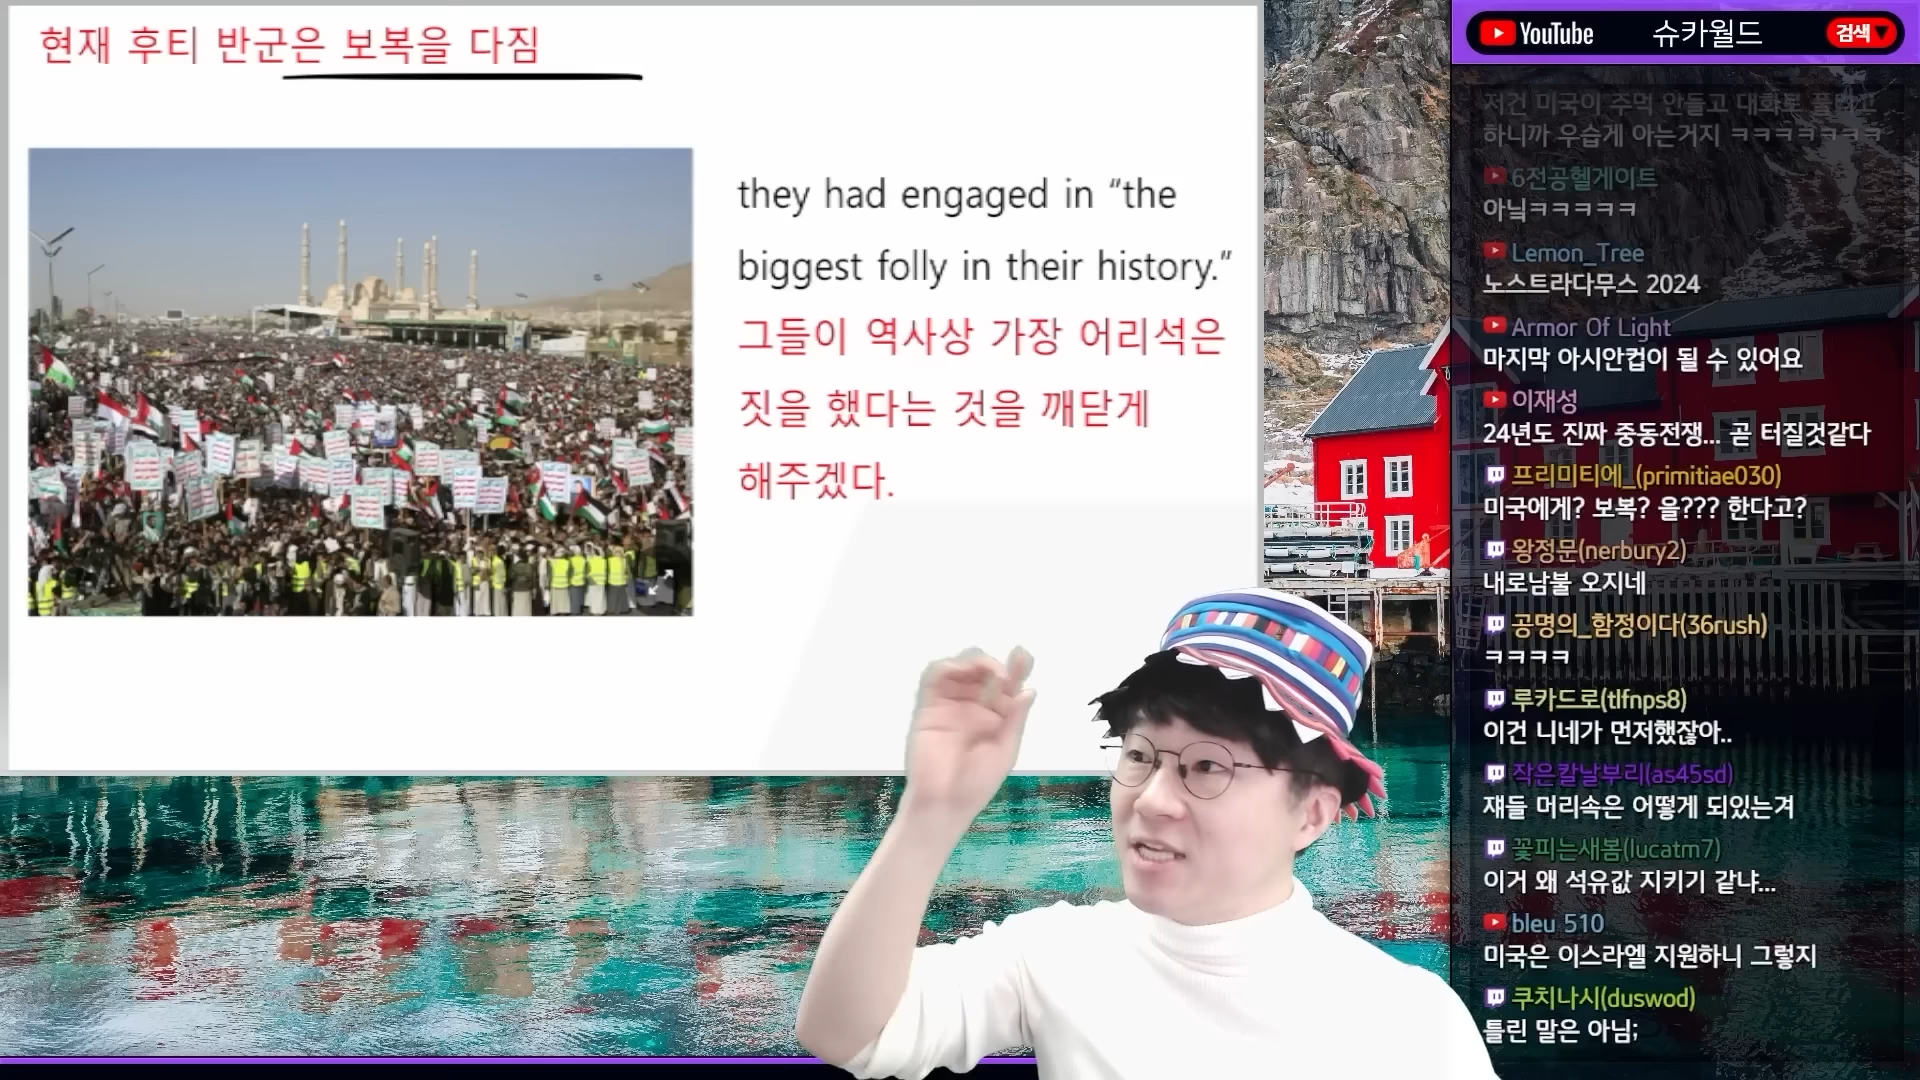 현재 후티 반군은 보복을 다짐
they had engaged in “the
biggest folly in their history.”
그들이 역사상 가장 어리석은
짓을 했다는 것을 깨닫게
해주겠다.
YouTube 슈카월드 검색
저건 미국이 주먹 안들고 대화로
하니까 우습게 아는거지 ㅋㅋㅋㅋㅋㅋㅋ
6전공헬게이트
아닠ㅋㅋㅋㅋㅋ
Lemon_Tree
노스트라다무스 2024
Armor Of Light
마지막 아시안컵이 될 수 있어요
이재성
24년도 진짜 중동전쟁... 곧 터질것같다
프리미티에_(primitiae030)
미국에게? 보복? 을??? 한다고?
왕정문(nerbury2)
내로남불 오지네
공명의_함정이다(36rush)
ㅋㅋㅋㅋ
루카드로(tlfnps8)
이건 니네가 먼저했잖아..
작은칼날부리(as45sd)
쟤들 머리속은 어떻게 되있는겨
꽃피는새봄(lucatm7)
이거 왜 석유값 지키기 같냐...
bleu 510
미국은 이스라엘 지원하니 그렇지
쿠치나시(duswod)
틀린 말은 아님;